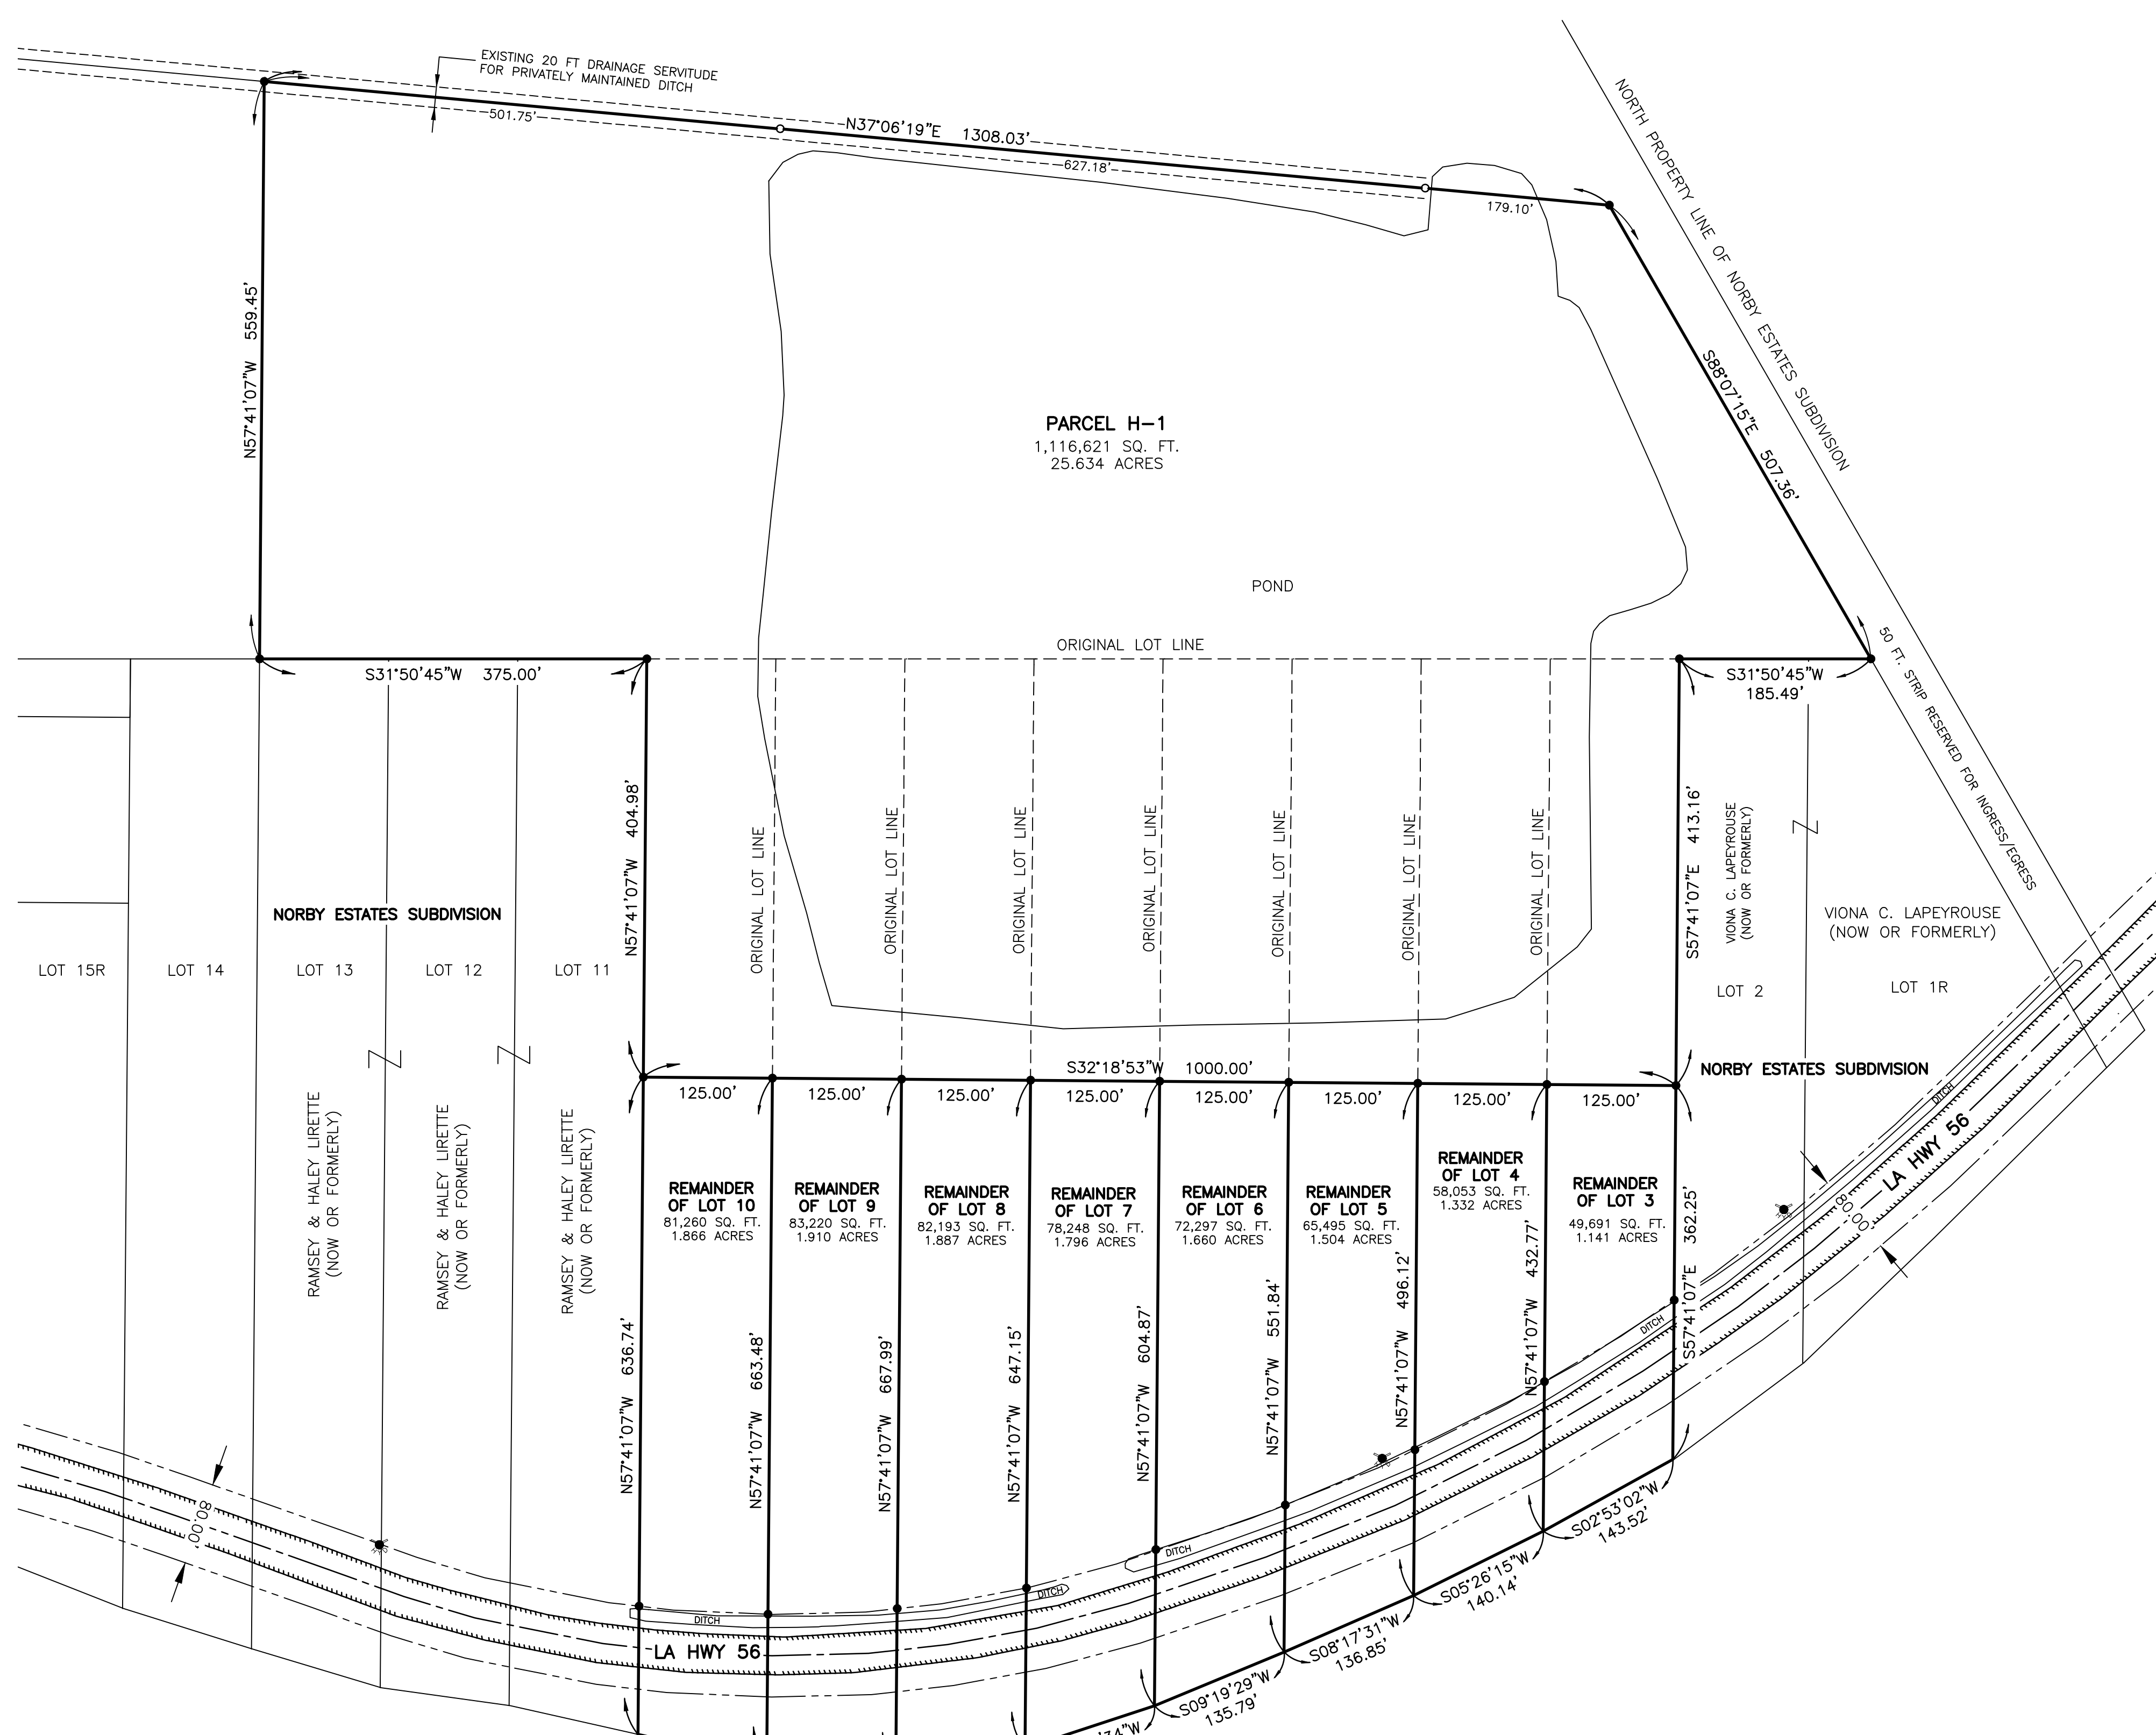 EXISTING 20 FT DRAINAGE SERVITUDE
FOR PRIVATELY MAINTAINED DITCH
501.75'
N37°06'19"E 1308.03'
627.18'
179.10'
NORTH PROPERTY LINE OF NORBY ESTATES SUBDIVISION
N57°41'07"W 559.45'
S88°07'15"E 507.36'
PARCEL H-1
1,116,621 SQ. FT.
25.634 ACRES
POND
ORIGINAL LOT LINE
S31°50'45"W 375.00'
S31°50'45"W
185.49'
50 FT. STRIP RESERVED FOR INGRESS/EGRESS
N57°41'07"W 404.98'
ORIGINAL LOT LINE
ORIGINAL LOT LINE
ORIGINAL LOT LINE
ORIGINAL LOT LINE
ORIGINAL LOT LINE
ORIGINAL LOT LINE
ORIGINAL LOT LINE
S57°41'07"E 413.16'
VIONA C. LAPEYROUSE
(NOW OR FORMERLY)
VIONA C. LAPEYROUSE
(NOW OR FORMERLY)
NORBY ESTATES SUBDIVISION
LOT 15R
LOT 14
LOT 13
LOT 12
LOT 11
LOT 2
LOT 1R
S32°18'53"W 1000.00'
NORBY ESTATES SUBDIVISION
125.00'
125.00'
125.00'
125.00'
125.00'
125.00'
125.00'
125.00'
RAMSEY & HALEY LIRETTE
(NOW OR FORMERLY)
RAMSEY & HALEY LIRETTE
(NOW OR FORMERLY)
RAMSEY & HALEY LIRETTE
(NOW OR FORMERLY)
REMAINDER
OF LOT 10
81,260 SQ. FT.
1.866 ACRES
REMAINDER
OF LOT 9
83,220 SQ. FT.
1.910 ACRES
REMAINDER
OF LOT 8
82,193 SQ. FT.
1.887 ACRES
REMAINDER
OF LOT 7
78,248 SQ. FT.
1.796 ACRES
REMAINDER
OF LOT 6
72,297 SQ. FT.
1.660 ACRES
REMAINDER
OF LOT 5
65,495 SQ. FT.
1.504 ACRES
REMAINDER
OF LOT 4
58,053 SQ. FT.
1.332 ACRES
REMAINDER
OF LOT 3
49,691 SQ. FT.
1.141 ACRES
N57°41'07"W 636.74'
N57°41'07"W 663.48'
N57°41'07"W 667.99'
N57°41'07"W 647.15'
N57°41'07"W 604.87'
N57°41'07"W 551.84'
N57°41'07"W 496.12'
N57°41'07"W 432.77'
S57°41'07"E 362.25'
DITCH
LA HWY 56
80.00'
DITCH
80.00'
DITCH
DITCH
DITCH
LA HWY 56
S02°53'02"W
143.52'
S05°26'15"W
140.14'
S08°17'31"W
136.85'
S09°19'29"W
135.79'
34"W